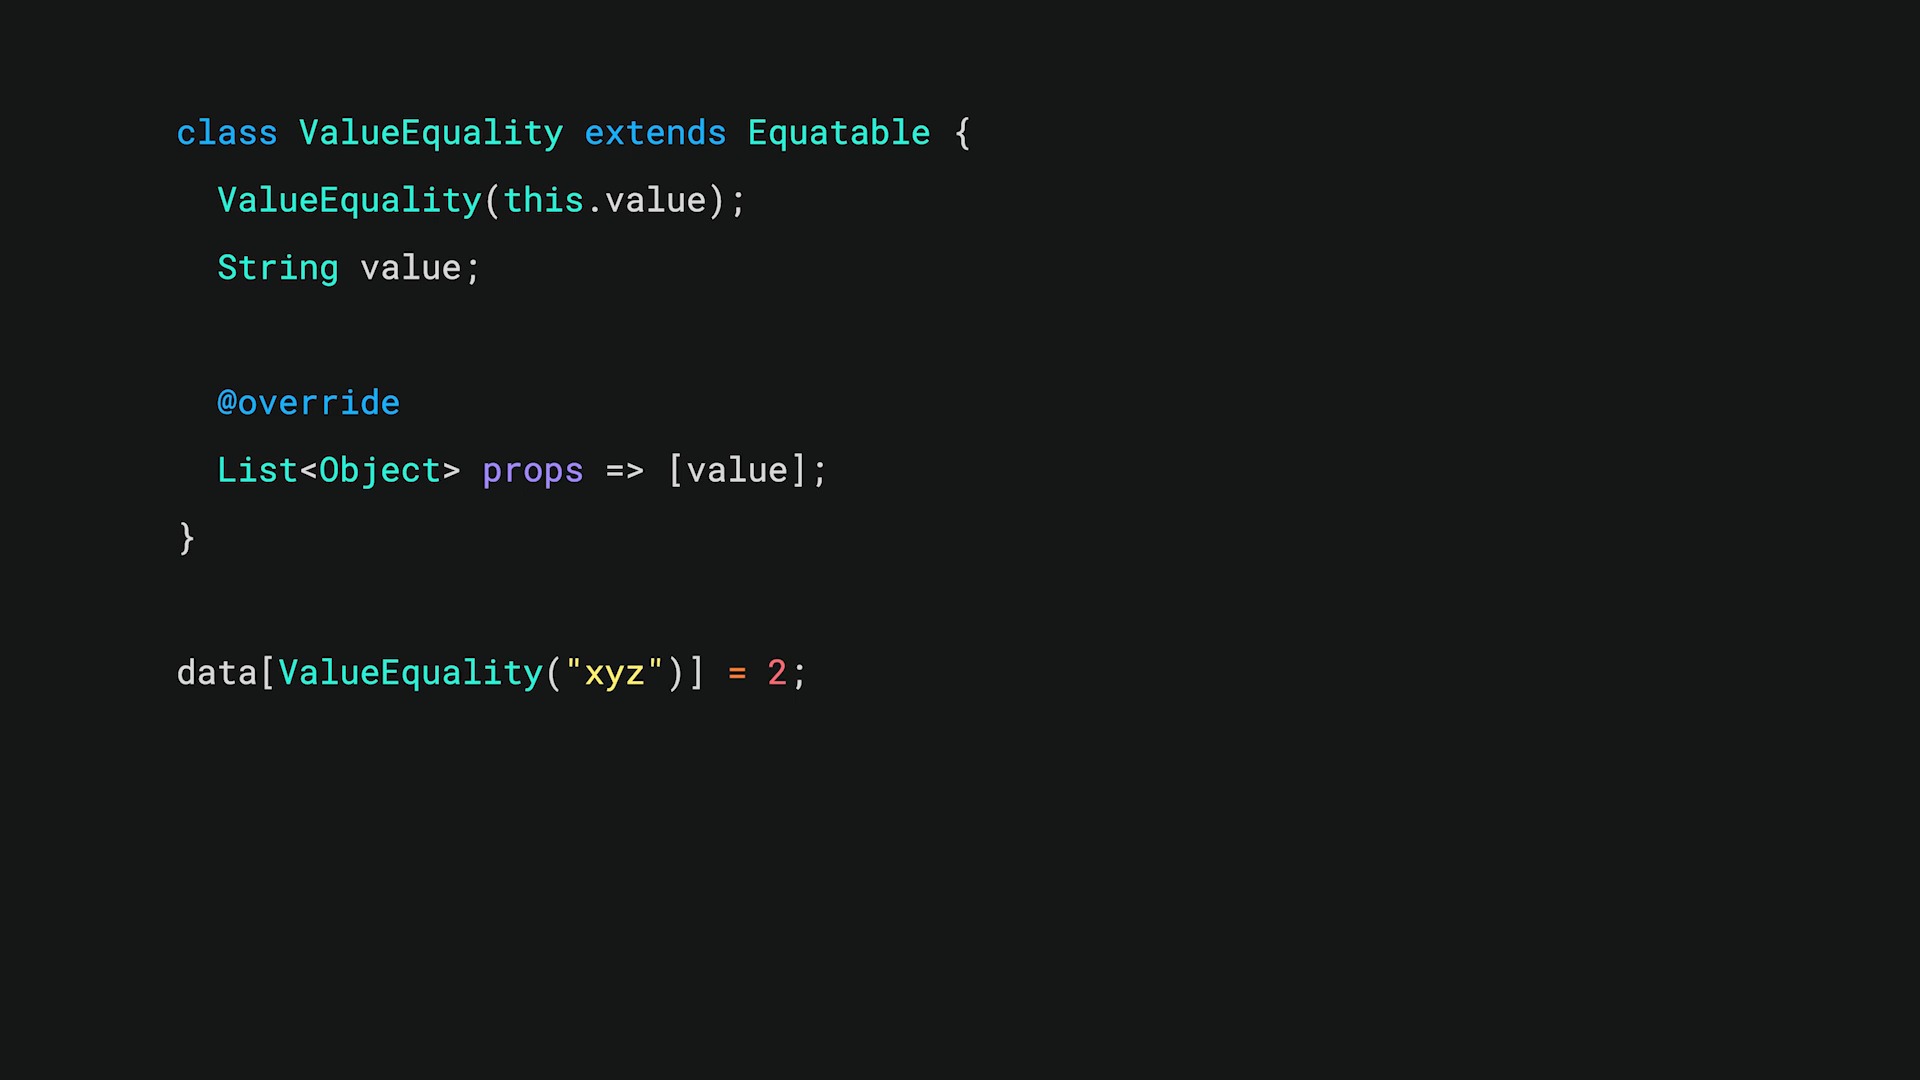 class ValueEquality extends Equatable {
ValueEquality(this.value);
String value;
@override
List<Object> props => [value];
}
data[ValueEquality("xyz")] = 2;